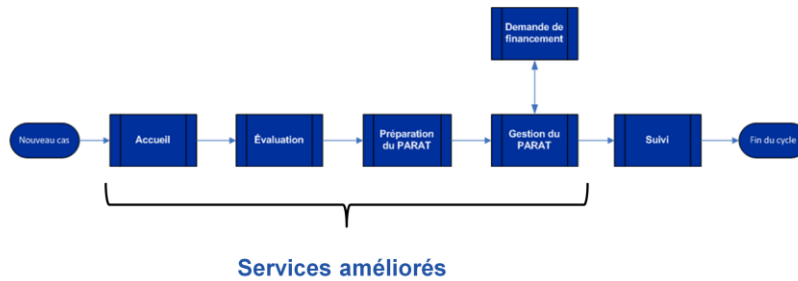 Demande de
financement
Nouveau cas
Accueil
Évaluation
Préparation
du PARAT
Gestion du
PARAT
Suivi
Fin du cycle
Services améliorés